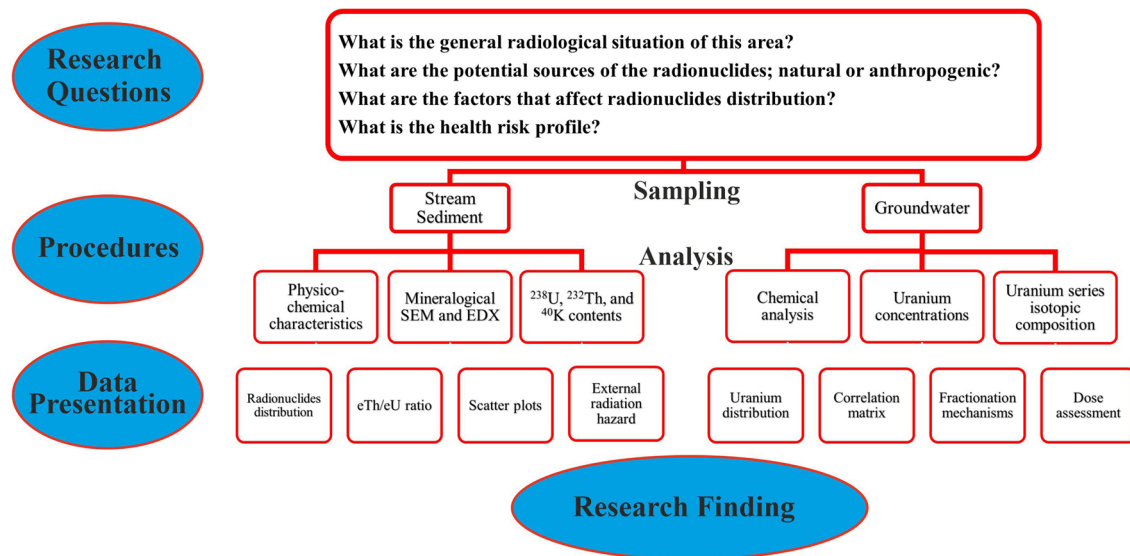 Research
Questions
What is the general radiological situation of this area?
What are the potential sources of the radionuclides; natural or anthropogenic?
What are the factors that affect radionuclides distribution?
What is the health risk profile?
Procedures
Sampling
Stream
Sediment
Groundwater
Analysis
Physico-
chemical
characteristics
Mineralogical
SEM and EDX
²³⁸U, ²³²Th, and
⁴⁰K contents
Chemical
analysis
Uranium
concentrations
Uranium series
isotopic
composition
Data
Presentation
Radionuclides
distribution
eTh/eU ratio
Scatter plots
External
radiation
hazard
Uranium
distribution
Correlation
matrix
Fractionation
mechanisms
Dose
assessment
Research Finding